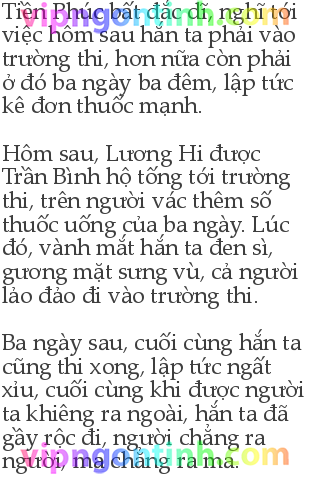 Tiền Phúc bất đắc dĩ, nghĩ tới
việc hôm sau hắn ta phải vào
trường thi, hơn nữa còn phải
ở đó ba ngày ba đêm, lập tức
kê đơn thuốc mạnh.
Hôm sau, Lương Hi được
Trần Bình hộ tống tới trường
thi, trên người vác thêm số
thuốc uống của ba ngày. Lúc
đó, vành mắt hắn ta đen sì,
gương mặt sưng vù, cả người
lảo đảo đi vào trường thi.
Ba ngày sau, cuối cùng hắn ta
cũng thi xong, lập tức ngất
xỉu, cuối cùng khi được người
ta khiêng ra ngoài, hắn ta đã
gầy rộc đi, người chẳng ra
người, ma chẳng ra ma.
vipngontinh.com
vipngontinh.com